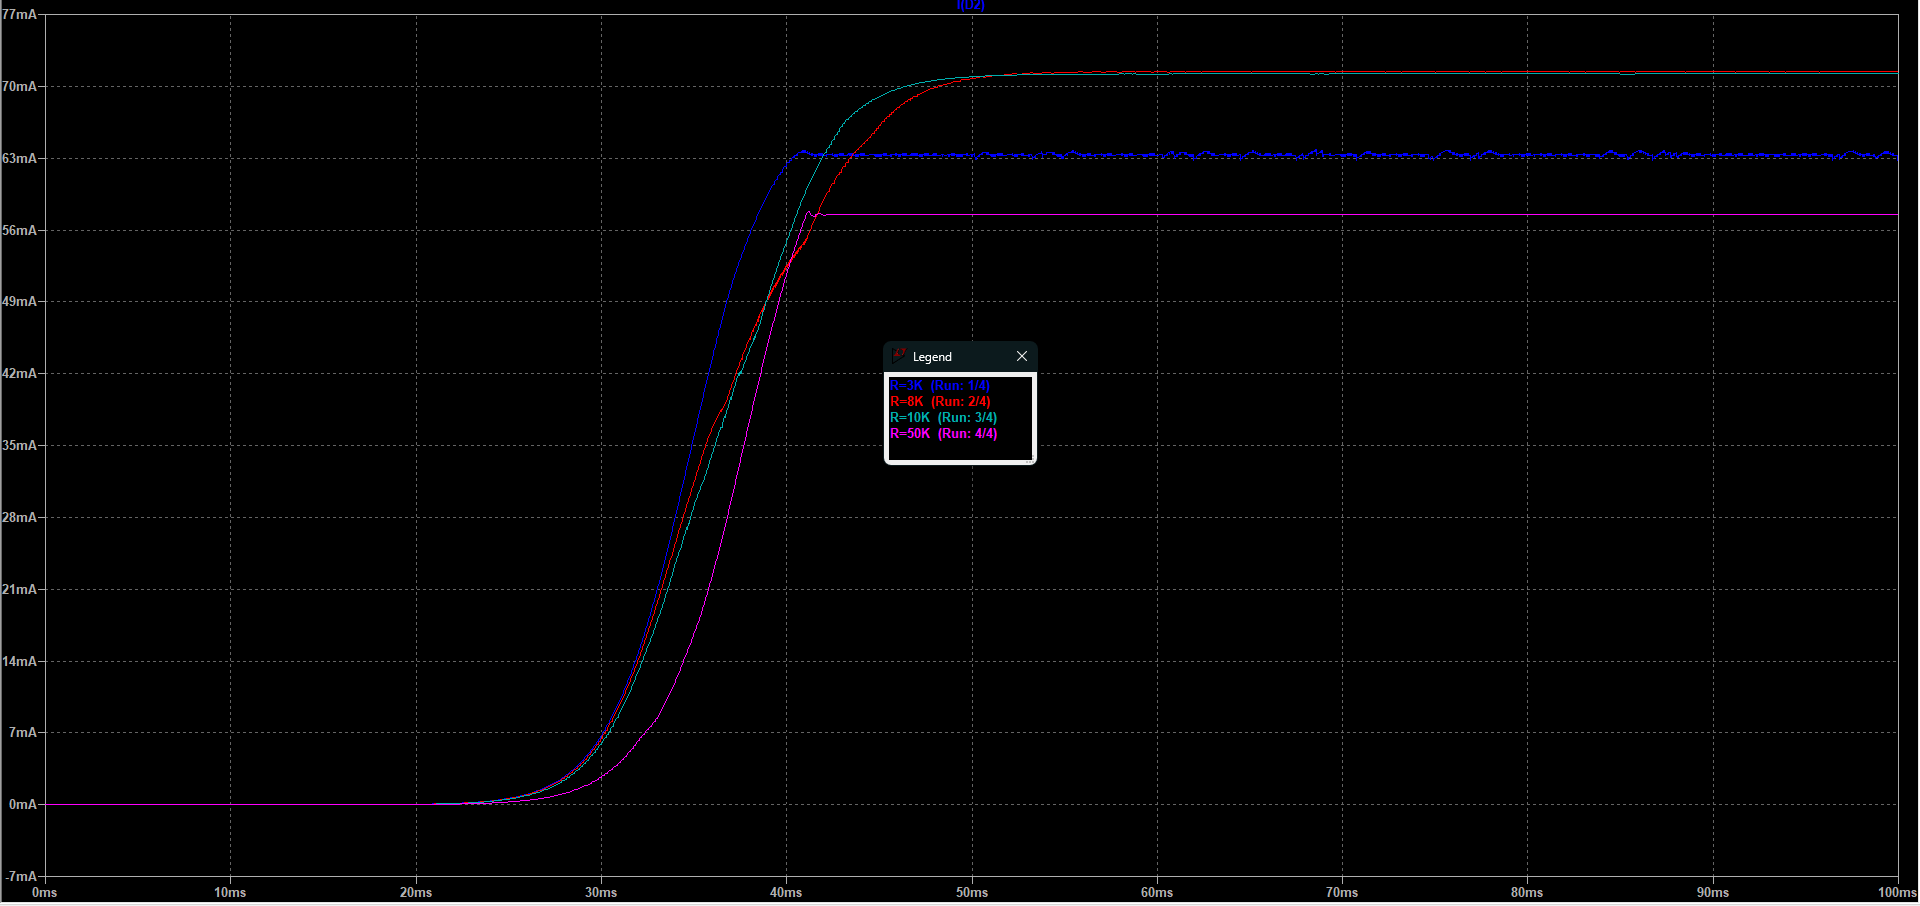 I(D2)
77mA
70mA
63mA
56mA
49mA
42mA
35mA
28mA
21mA
14mA
7mA
0mA
-7mA
Legend
R=3K (Run: 1/4)
R=8K (Run: 2/4)
R=10K (Run: 3/4)
R=50K (Run: 4/4)
0ms 10ms 20ms 30ms 40ms 50ms 60ms 70ms 80ms 90ms 100ms